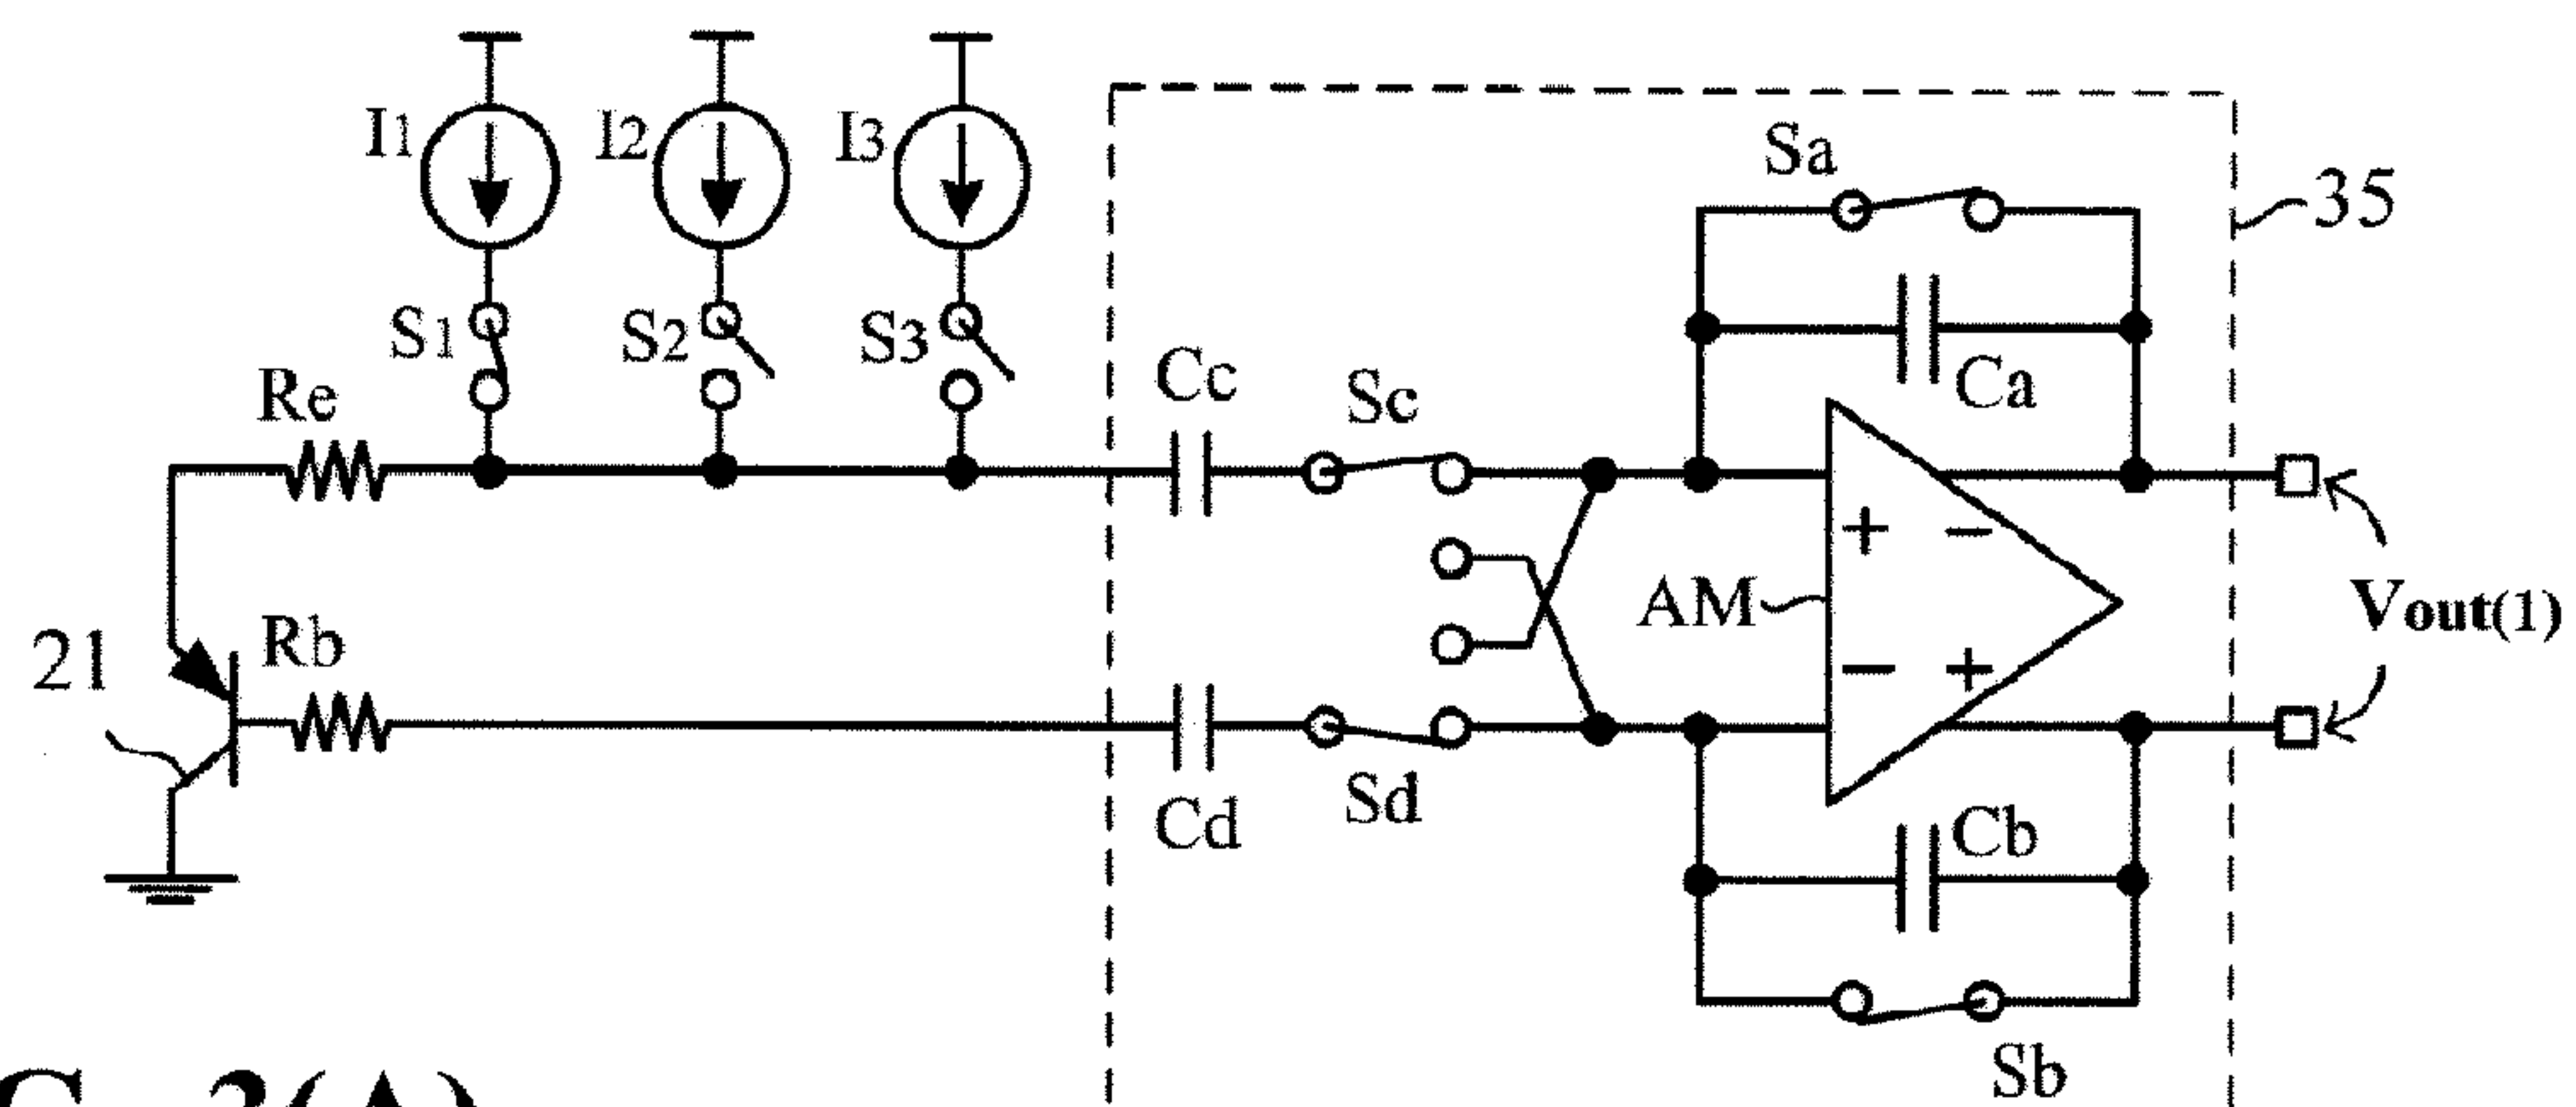 I1
I2
I3
Sa
35
S1
S2
S3
Re
Cc
Sc
Ca
+
−
AM
Vout(1)
21
Rb
−
+
Cd
Sd
Cb
Sb
3(A)